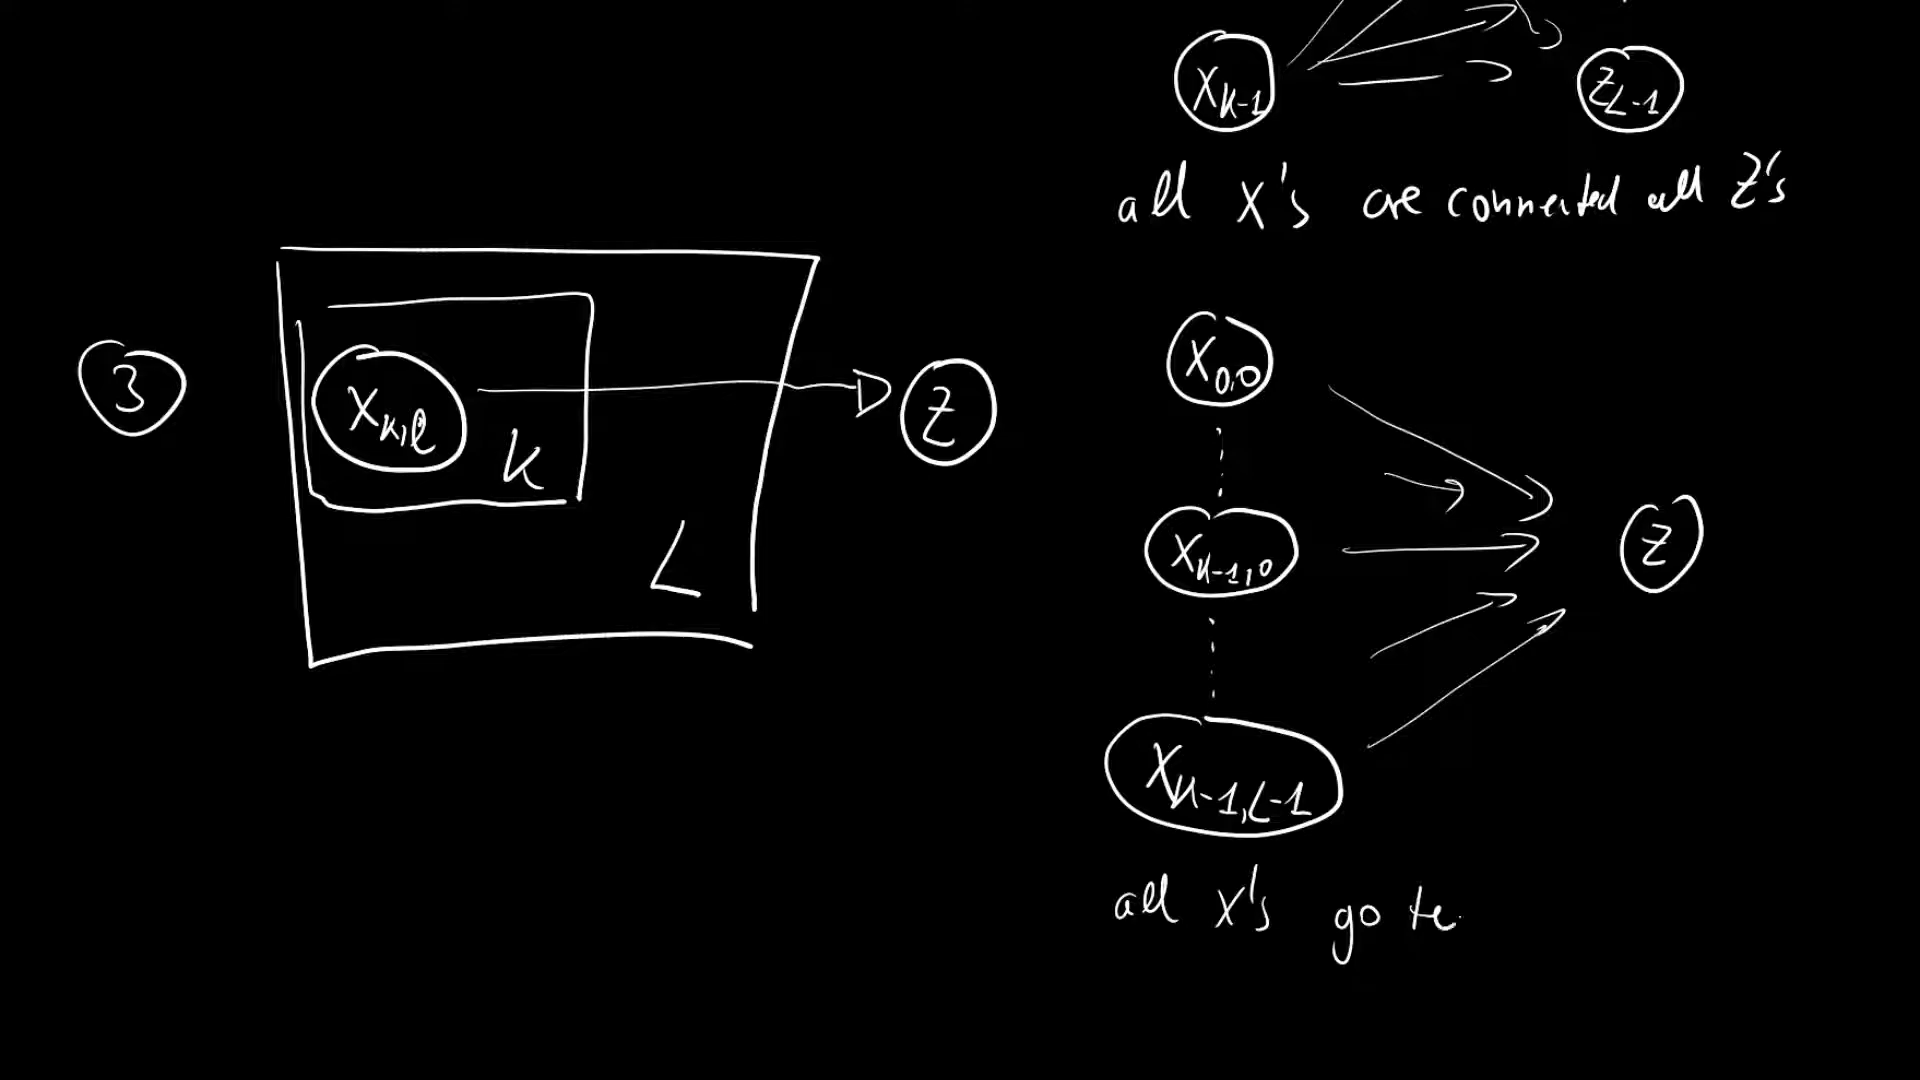 X_{K-1} Z_{L-1}
all X's are connected all Z's
3
X_{k,l}
K
L
Z
X_{0,0}
X_{K-1,0}
Z
X_{K-1,L-1}
all X's go to